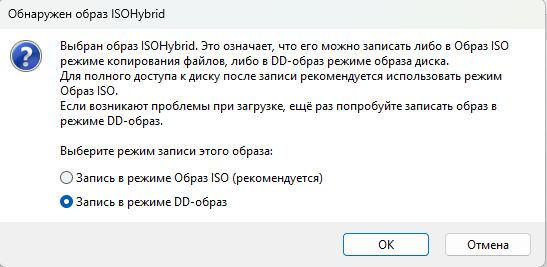 Обнаружен образ ISOHybrid
Выбран образ ISOHybrid. Это означает, что его можно записать либо в Образ ISO
режиме копирования файлов, либо в DD-образ режиме образа диска.
Для полного доступа к диску после записи рекомендуется использовать режим
Образ ISO.
Если возникают проблемы при загрузке, ещё раз попробуйте записать образ в
режиме DD-образ.
Выберите режим записи этого образа:
Запись в режиме Образ ISO (рекомендуется)
Запись в режиме DD-образ
OK
Отмена